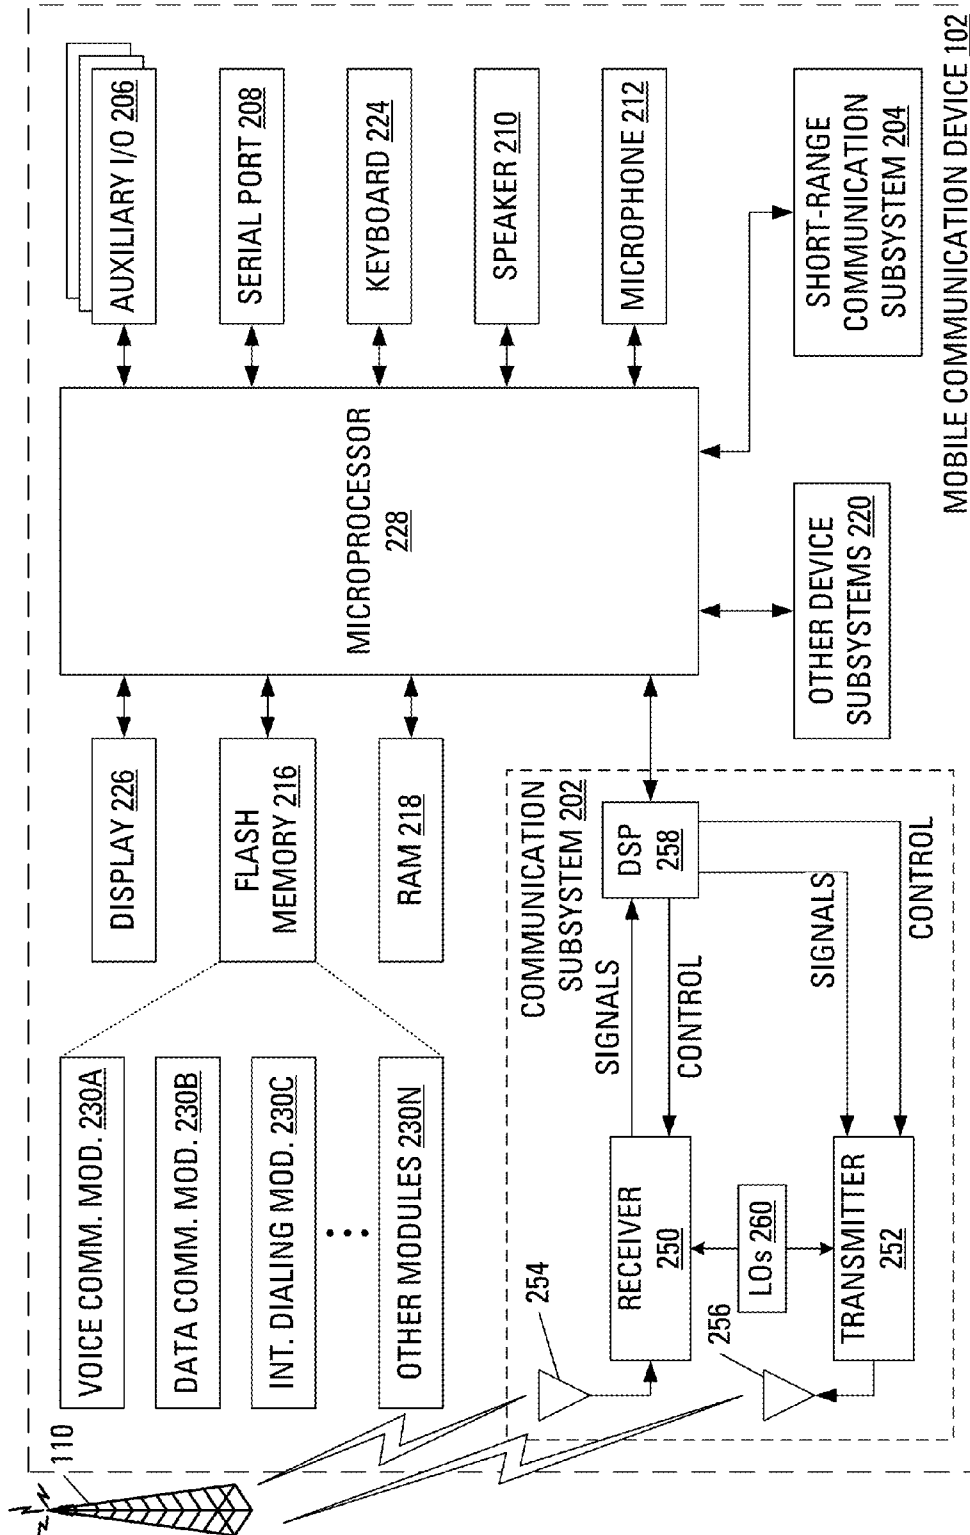 110
VOICE COMM. MOD. 230A
DATA COMM. MOD. 230B
INT. DIALING MOD. 230C
OTHER MODULES 230N
DISPLAY 226
FLASH
MEMORY 216
RAM 218
MICROPROCESSOR
228
AUXILIARY I/O 206
SERIAL PORT 208
KEYBOARD 224
SPEAKER 210
MICROPHONE 212
COMMUNICATION
SUBSYSTEM 202
254
RECEIVER
250
SIGNALS
CONTROL
DSP
258
256
LOs 260
TRANSMITTER
252
SIGNALS
CONTROL
OTHER DEVICE
SUBSYSTEMS 220
SHORT-RANGE
COMMUNICATION
SUBSYSTEM 204
MOBILE COMMUNICATION DEVICE 102